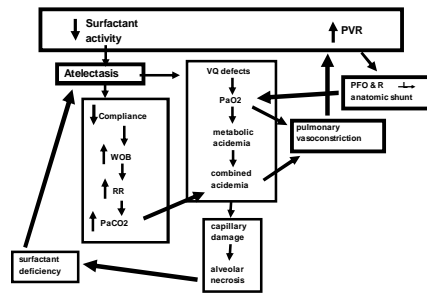 Surfactant
activity
PVR
Atelectasis
VQ defects
PaO2
metabolic
acidemia
combined
acidemia
PFO & R
anatomic shunt
pulmonary
vasoconstriction
Compliance
WOB
RR
PaCO2
capillary
damage
alveolar
necrosis
surfactant
deficiency